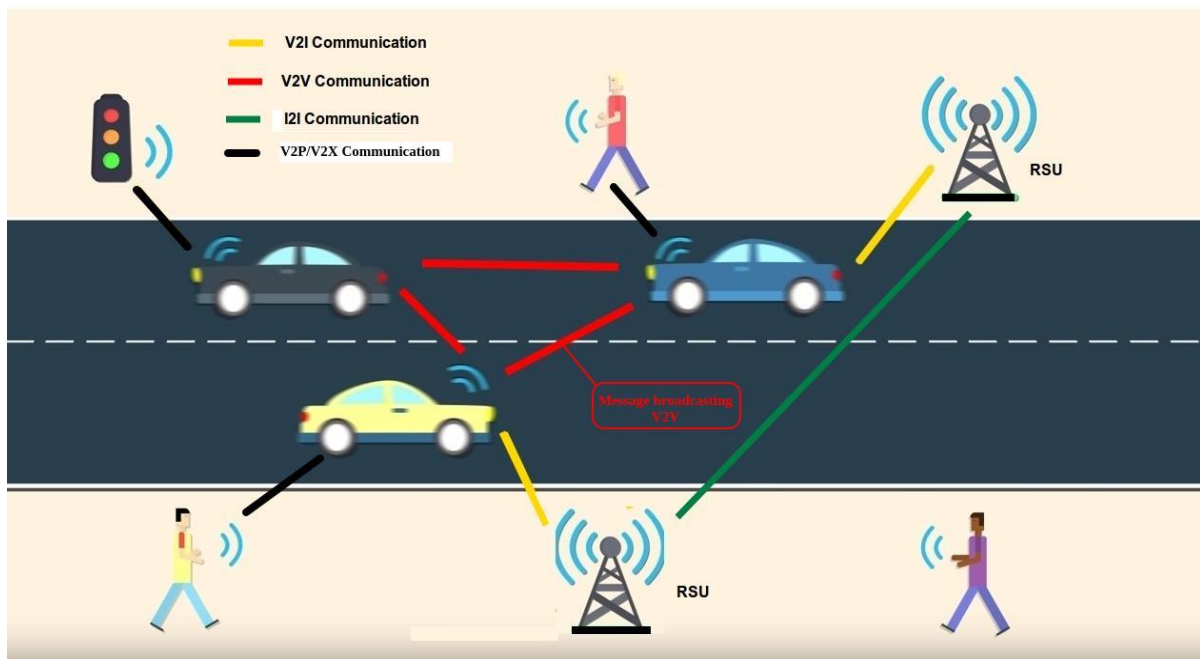 V2I Communication
V2V Communication
I2I Communication
V2P/V2X Communication
RSU
Message broadcasting
V2V
RSU